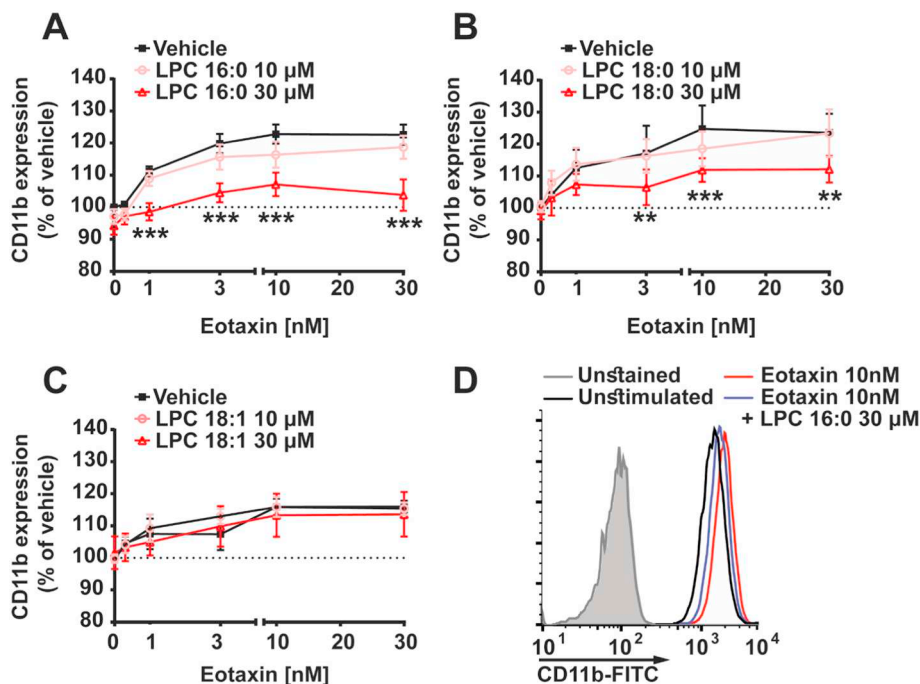 A
Vehicle
LPC 16:0 10 µM
LPC 16:0 30 µM
CD11b expression
(% of vehicle)
140
130
120
110
100
90
80
*** *** *** ***
0 1 3 10 20 30
Eotaxin [nM]
B
Vehicle
LPC 18:0 10 µM
LPC 18:0 30 µM
CD11b expression
(% of vehicle)
140
130
120
110
100
90
80
** *** **
0 1 3 10 20 30
Eotaxin [nM]
C
Vehicle
LPC 18:1 10 µM
LPC 18:1 30 µM
CD11b expression
(% of vehicle)
140
130
120
110
100
90
80
0 1 3 10 20 30
Eotaxin [nM]
D
Unstained
Unstimulated
Eotaxin 10nM
Eotaxin 10nM
+ LPC 16:0 30 µM
10¹ 10² 10³ 10⁴
CD11b-FITC